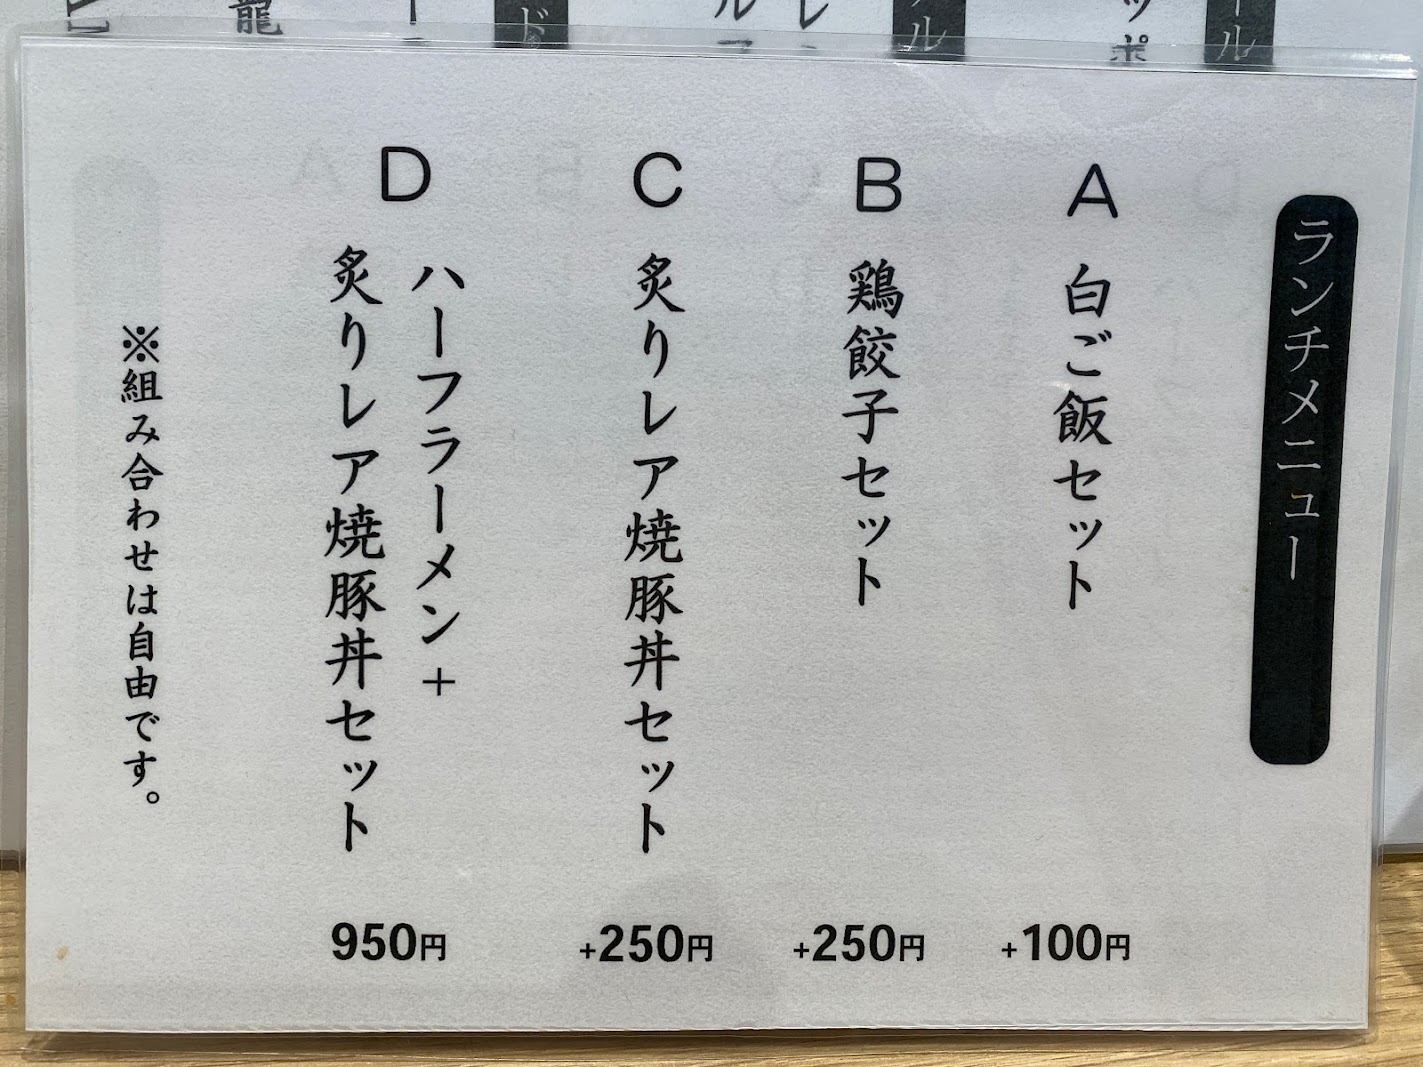 ランチメニュー
A 白ご飯セット +100円
B 鶏餃子セット +250円
C 炙りレア焼豚丼セット +250円
D ハーフラーメン+
炙りレア焼豚丼セット 950円
※組み合わせは自由です。